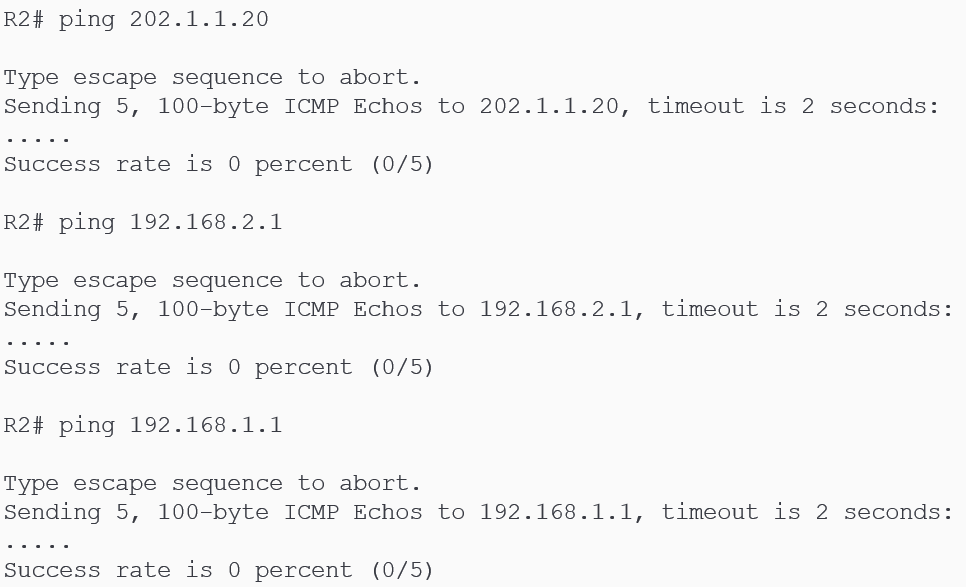 R2# ping 202.1.1.20
Type escape sequence to abort.
Sending 5, 100-byte ICMP Echos to 202.1.1.20, timeout is 2 seconds:
.....
Success rate is 0 percent (0/5)
R2# ping 192.168.2.1
Type escape sequence to abort.
Sending 5, 100-byte ICMP Echos to 192.168.2.1, timeout is 2 seconds:
.....
Success rate is 0 percent (0/5)
R2# ping 192.168.1.1
Type escape sequence to abort.
Sending 5, 100-byte ICMP Echos to 192.168.1.1, timeout is 2 seconds:
.....
Success rate is 0 percent (0/5)